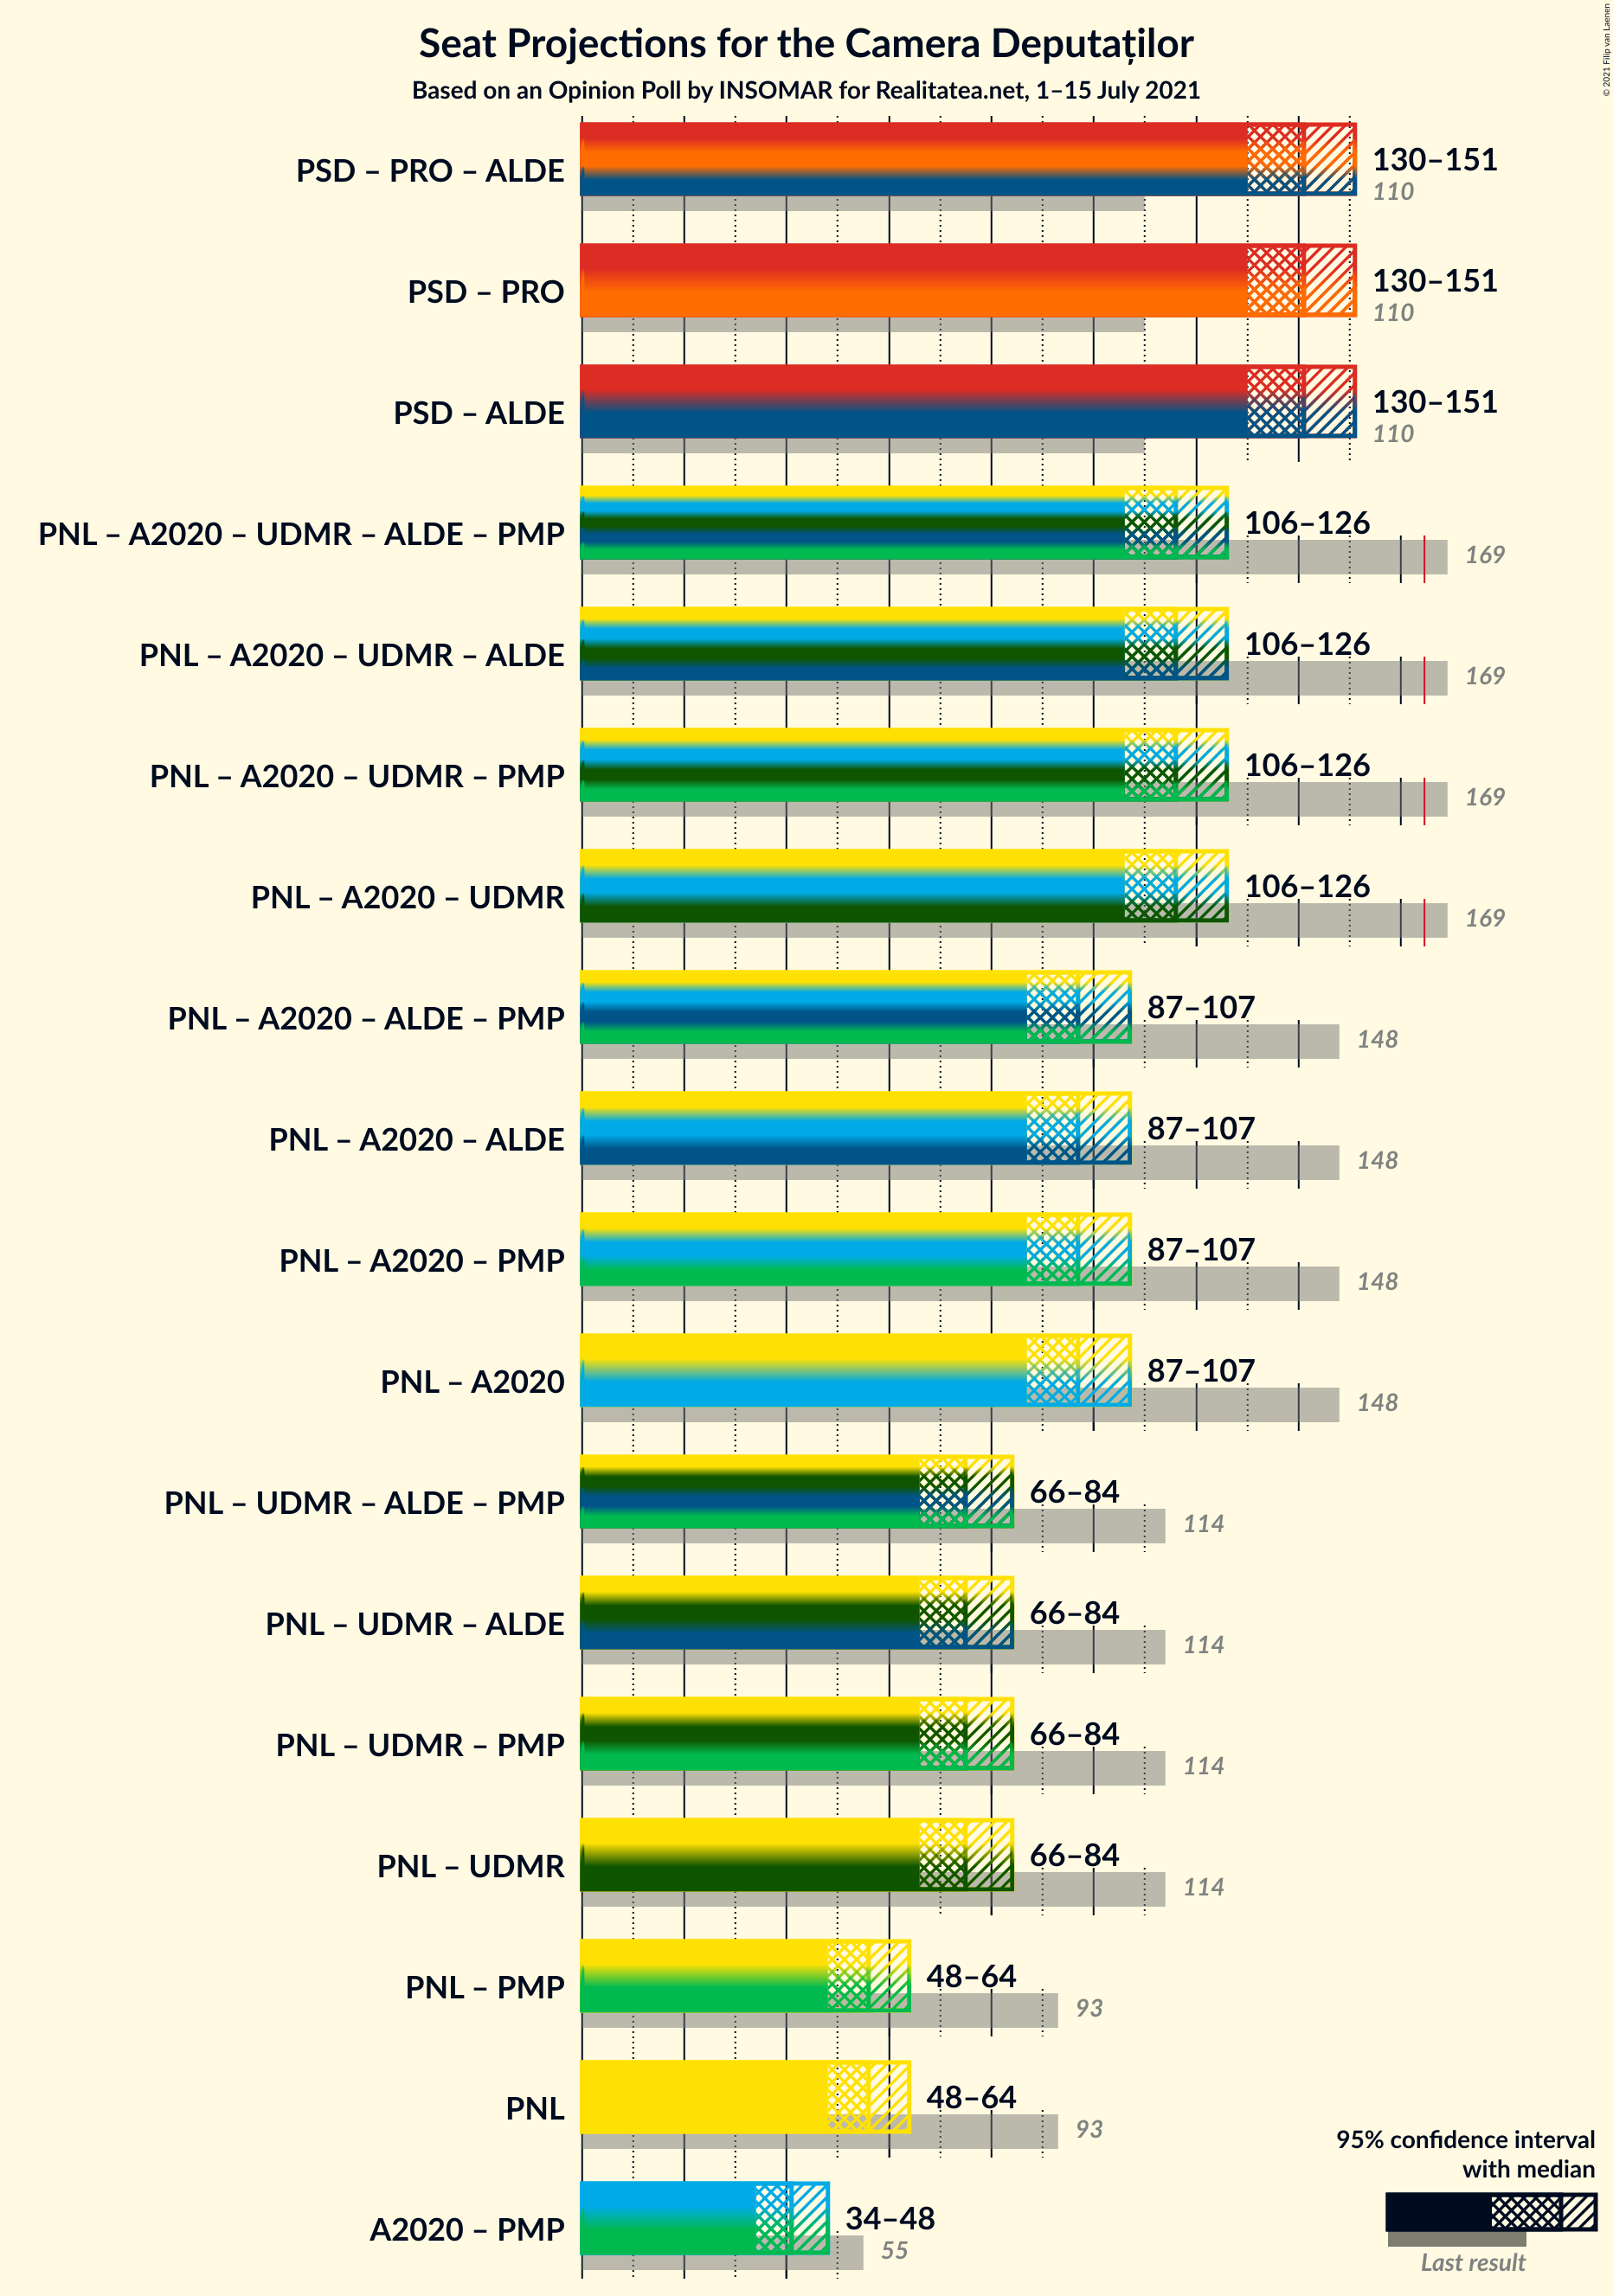 Seat Projections for the Camera Deputaților
Based on an Opinion Poll by INSOMAR for Realitatea.net, 1–15 July 2021
© 2021 Filip van Laenen
PSD – PRO – ALDE
130–151
110
PSD – PRO
130–151
110
PSD – ALDE
130–151
110
PNL – A2020 – UDMR – ALDE – PMP
106–126
169
PNL – A2020 – UDMR – ALDE
106–126
169
PNL – A2020 – UDMR – PMP
106–126
169
PNL – A2020 – UDMR
106–126
169
PNL – A2020 – ALDE – PMP
87–107
148
PNL – A2020 – ALDE
87–107
148
PNL – A2020 – PMP
87–107
148
PNL – A2020
87–107
148
PNL – UDMR – ALDE – PMP
66–84
114
PNL – UDMR – ALDE
66–84
114
PNL – UDMR – PMP
66–84
114
PNL – UDMR
66–84
114
PNL – PMP
48–64
93
PNL
48–64
93
A2020 – PMP
34–48
55
95% confidence interval
with median
Last result